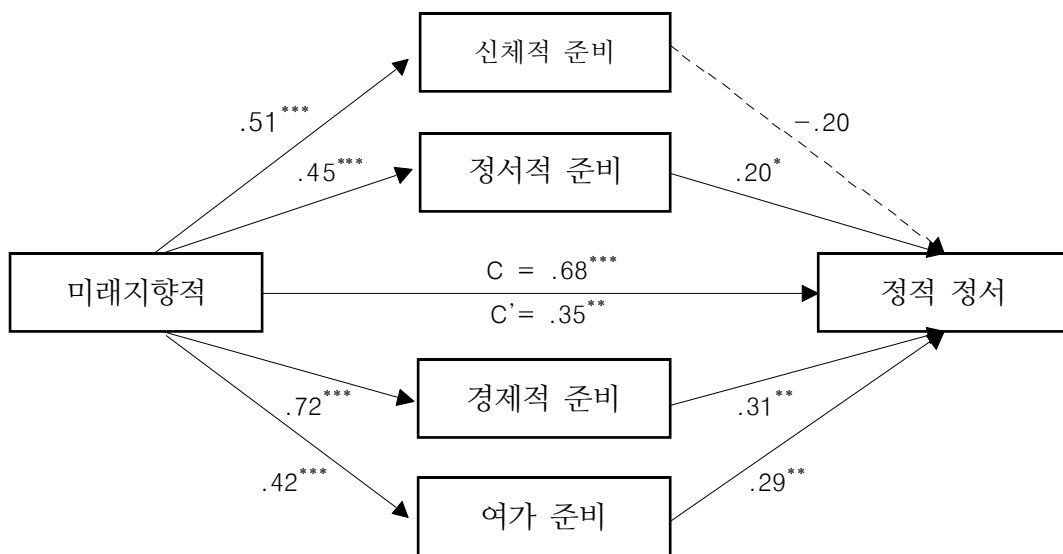 신체적 준비
.51***
-.20
.45***
정서적 준비
.20*
미래지향적
C = .68***
C'= .35**
정적 정서
.72***
경제적 준비
.31**
.42***
여가 준비
.29**